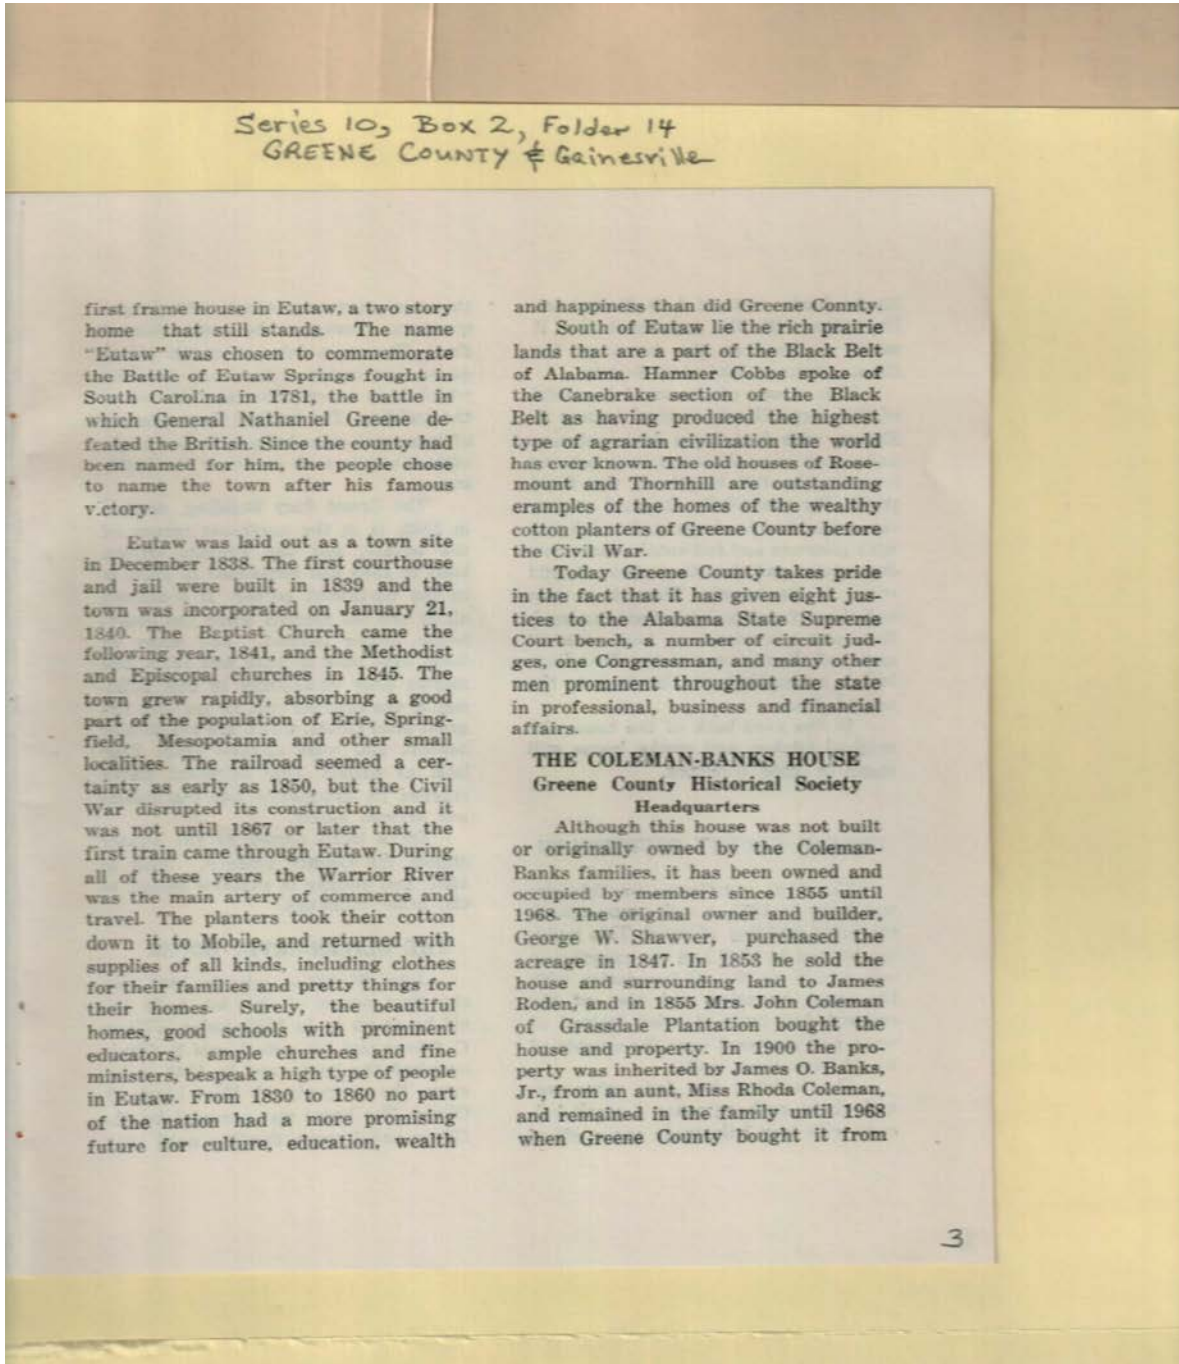 Series 10, Box 2, Folder 14
GREENE COUNTY & Gainesville
first frame house in Eutaw, a two story
home that still stands. The name
"Eutaw" was chosen to commemorate
the Battle of Eutaw Springs fought in
South Carolina in 1781, the battle in
which General Nathaniel Greene de-
feated the British. Since the county had
been named for him, the people chose
to name the town after his famous
v.ctory.
Eutaw was laid out as a town site
in December 1838. The first courthouse
and jail were built in 1839 and the
town was incorporated on January 21,
1840. The Baptist Church came the
following year, 1841, and the Methodist
and Episcopal churches in 1845. The
town grew rapidly, absorbing a good
part of the population of Erie, Spring-
field, Mesopotamia and other small
localities. The railroad seemed a cer-
tainty as early as 1850, but the Civil
War disrupted its construction and it
was not until 1867 or later that the
first train came through Eutaw. During
all of these years the Warrior River
was the main artery of commerce and
travel. The planters took their cotton
down it to Mobile, and returned with
supplies of all kinds, including clothes
for their families and pretty things for
their homes. Surely, the beautiful
homes, good schools with prominent
educators, ample churches and fine
ministers, bespeak a high type of people
in Eutaw. From 1830 to 1860 no part
of the nation had a more promising
future for culture, education, wealth
and happiness than did Greene Connty.
South of Eutaw lie the rich prairie
lands that are a part of the Black Belt
of Alabama. Hamner Cobbs spoke of
the Canebrake section of the Black
Belt as having produced the highest
type of agrarian civilization the world
has ever known. The old houses of Rose-
mount and Thornhill are outstanding
eramples of the homes of the wealthy
cotton planters of Greene County before
the Civil War.
Today Greene County takes pride
in the fact that it has given eight jus-
tices to the Alabama State Supreme
Court bench, a number of circuit jud-
ges, one Congressman, and many other
men prominent throughout the state
in professional, business and financial
affairs.
THE COLEMAN-BANKS HOUSE
Greene County Historical Society
Headquarters
Although this house was not built
or originally owned by the Coleman-
Banks families, it has been owned and
occupied by members since 1855 until
1968. The original owner and builder,
George W. Shawver, purchased the
acreage in 1847. In 1853 he sold the
house and surrounding land to James
Roden, and in 1855 Mrs. John Coleman
of Grassdale Plantation bought the
house and property. In 1900 the pro-
perty was inherited by James O. Banks,
Jr., from an aunt, Miss Rhoda Coleman,
and remained in the family until 1968
when Greene County bought it from
3